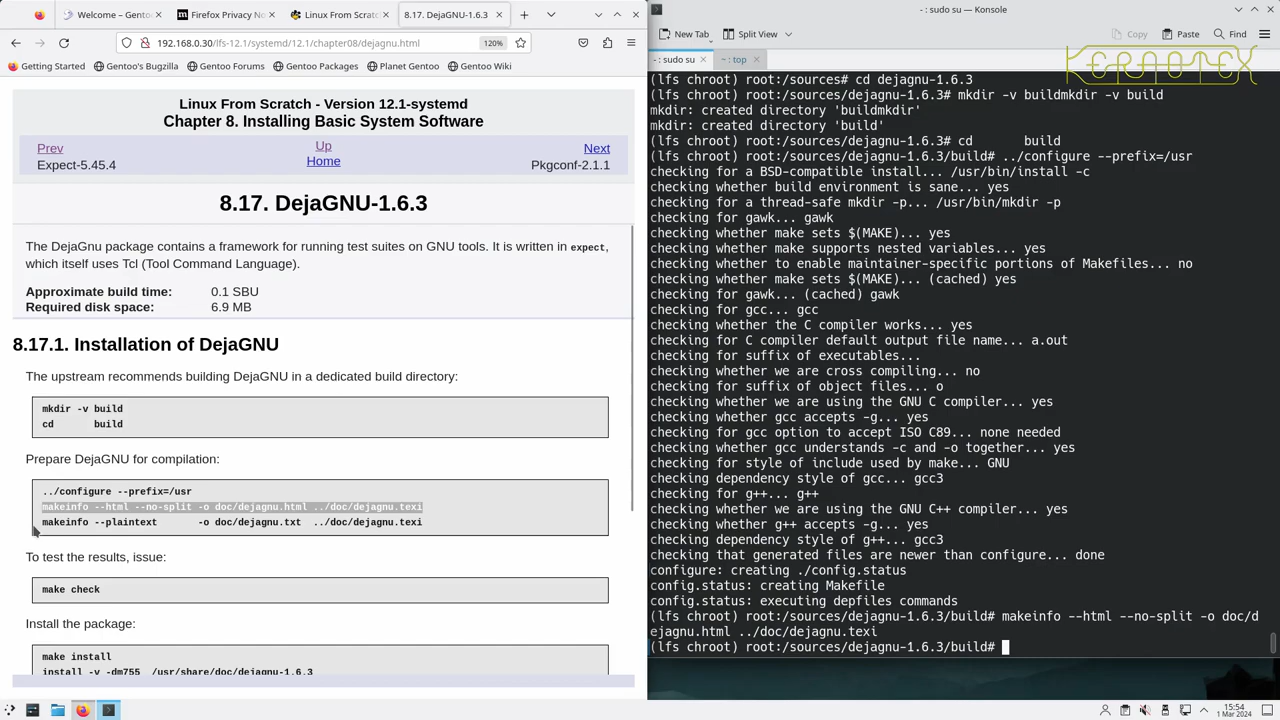 Welcome – Gento
Firefox Privacy No
Linux From Scratc
8.17. DejaGNU-1.6.3
192.168.0.30/lfs-12.1/systemd/12.1/chapter08/dejagnu.html
120%
Getting Started
Gentoo's Bugzilla
Gentoo Forums
Gentoo Packages
Planet Gentoo
Gentoo Wiki
Linux From Scratch - Version 12.1-systemd
Chapter 8. Installing Basic System Software
Prev
Up
Next
Expect-5.45.4
Home
Pkgconf-2.1.1
8.17. DejaGNU-1.6.3
The DejaGnu package contains a framework for running test suites on GNU tools. It is written in expect,
which itself uses Tcl (Tool Command Language).
Approximate build time: 0.1 SBU
Required disk space: 6.9 MB
8.17.1. Installation of DejaGNU
The upstream recommends building DejaGNU in a dedicated build directory:
mkdir -v build
cd       build
Prepare DejaGNU for compilation:
../configure --prefix=/usr
makeinfo --html --no-split -o doc/dejagnu.html ../doc/dejagnu.texi
makeinfo --plaintext       -o doc/dejagnu.txt  ../doc/dejagnu.texi
To test the results, issue:
make check
Install the package:
make install
install -v -dm755  /usr/share/doc/dejagnu-1.6.3
- : sudo su — Konsole
New Tab
Split View
Copy
Paste
Find
- : sudo su
~ : top
KEROTEX
(lfs chroot) root:/sources# cd dejagnu-1.6.3
(lfs chroot) root:/sources/dejagnu-1.6.3# mkdir -v buildmkdir -v build
mkdir: created directory 'buildmkdir'
mkdir: created directory 'build'
(lfs chroot) root:/sources/dejagnu-1.6.3# cd       build
(lfs chroot) root:/sources/dejagnu-1.6.3/build# ../configure --prefix=/usr
checking for a BSD-compatible install... /usr/bin/install -c
checking whether build environment is sane... yes
checking for a thread-safe mkdir -p... /usr/bin/mkdir -p
checking for gawk... gawk
checking whether make sets $(MAKE)... yes
checking whether make supports nested variables... yes
checking whether to enable maintainer-specific portions of Makefiles... no
checking whether make sets $(MAKE)... (cached) yes
checking for gawk... (cached) gawk
checking for gcc... gcc
checking whether the C compiler works... yes
checking for C compiler default output file name... a.out
checking for suffix of executables...
checking whether we are cross compiling... no
checking for suffix of object files... o
checking whether we are using the GNU C compiler... yes
checking whether gcc accepts -g... yes
checking for gcc option to accept ISO C89... none needed
checking whether gcc understands -c and -o together... yes
checking for style of include used by make... GNU
checking dependency style of gcc... gcc3
checking for g++... g++
checking whether we are using the GNU C++ compiler... yes
checking whether g++ accepts -g... yes
checking dependency style of g++... gcc3
checking that generated files are newer than configure... done
configure: creating ./config.status
config.status: creating Makefile
config.status: executing depfiles commands
(lfs chroot) root:/sources/dejagnu-1.6.3/build# makeinfo --html --no-split -o doc/d
ejagnu.html ../doc/dejagnu.texi
(lfs chroot) root:/sources/dejagnu-1.6.3/build#
15:54
1 Mar 2024